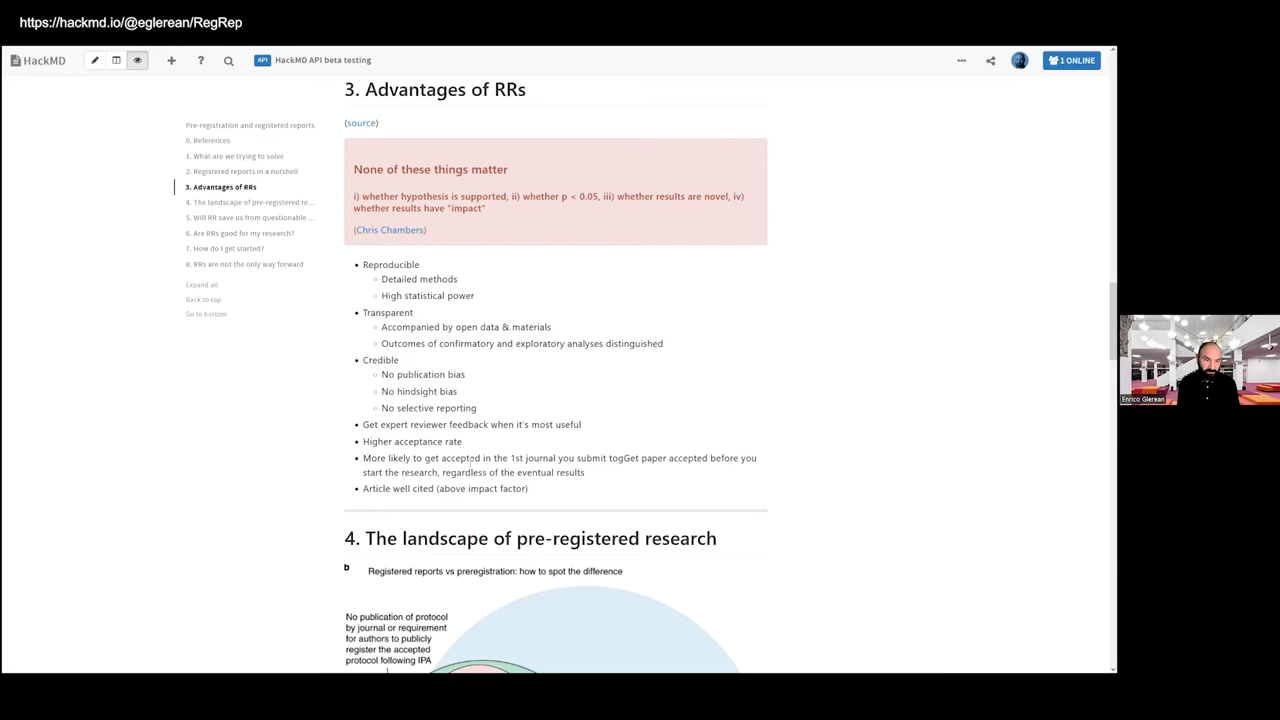 https://hackmd.io/@eglerean/RegRep
HackMD
API
HackMD API beta testing
1 ONLINE
Pre-registration and registered reports
0. References
1. What are we trying to solve
2. Registered reports in a nutshell
3. Advantages of RRs
4. The landscape of pre-registered re…
5. Will RR save us from questionable …
6. Are RRs good for my research?
7. How do I get started?
8. RRs are not the only way forward
Expand all
Back to top
Go to bottom
3. Advantages of RRs
(source)
None of these things matter
i) whether hypothesis is supported, ii) whether p < 0.05, iii) whether results are novel, iv)
whether results have "impact"
(Chris Chambers)
• Reproducible
◦ Detailed methods
◦ High statistical power
• Transparent
◦ Accompanied by open data & materials
◦ Outcomes of confirmatory and exploratory analyses distinguished
• Credible
◦ No publication bias
◦ No hindsight bias
◦ No selective reporting
• Get expert reviewer feedback when it's most useful
• Higher acceptance rate
• More likely to get accepted in the 1st journal you submit togGet paper accepted before you
start the research, regardless of the eventual results
• Article well cited (above impact factor)
4. The landscape of pre-registered research
b Registered reports vs preregistration: how to spot the difference
No publication of protocol
by journal or requirement
for authors to publicly
register the accepted
protocol following IPA
Enrico Glerean